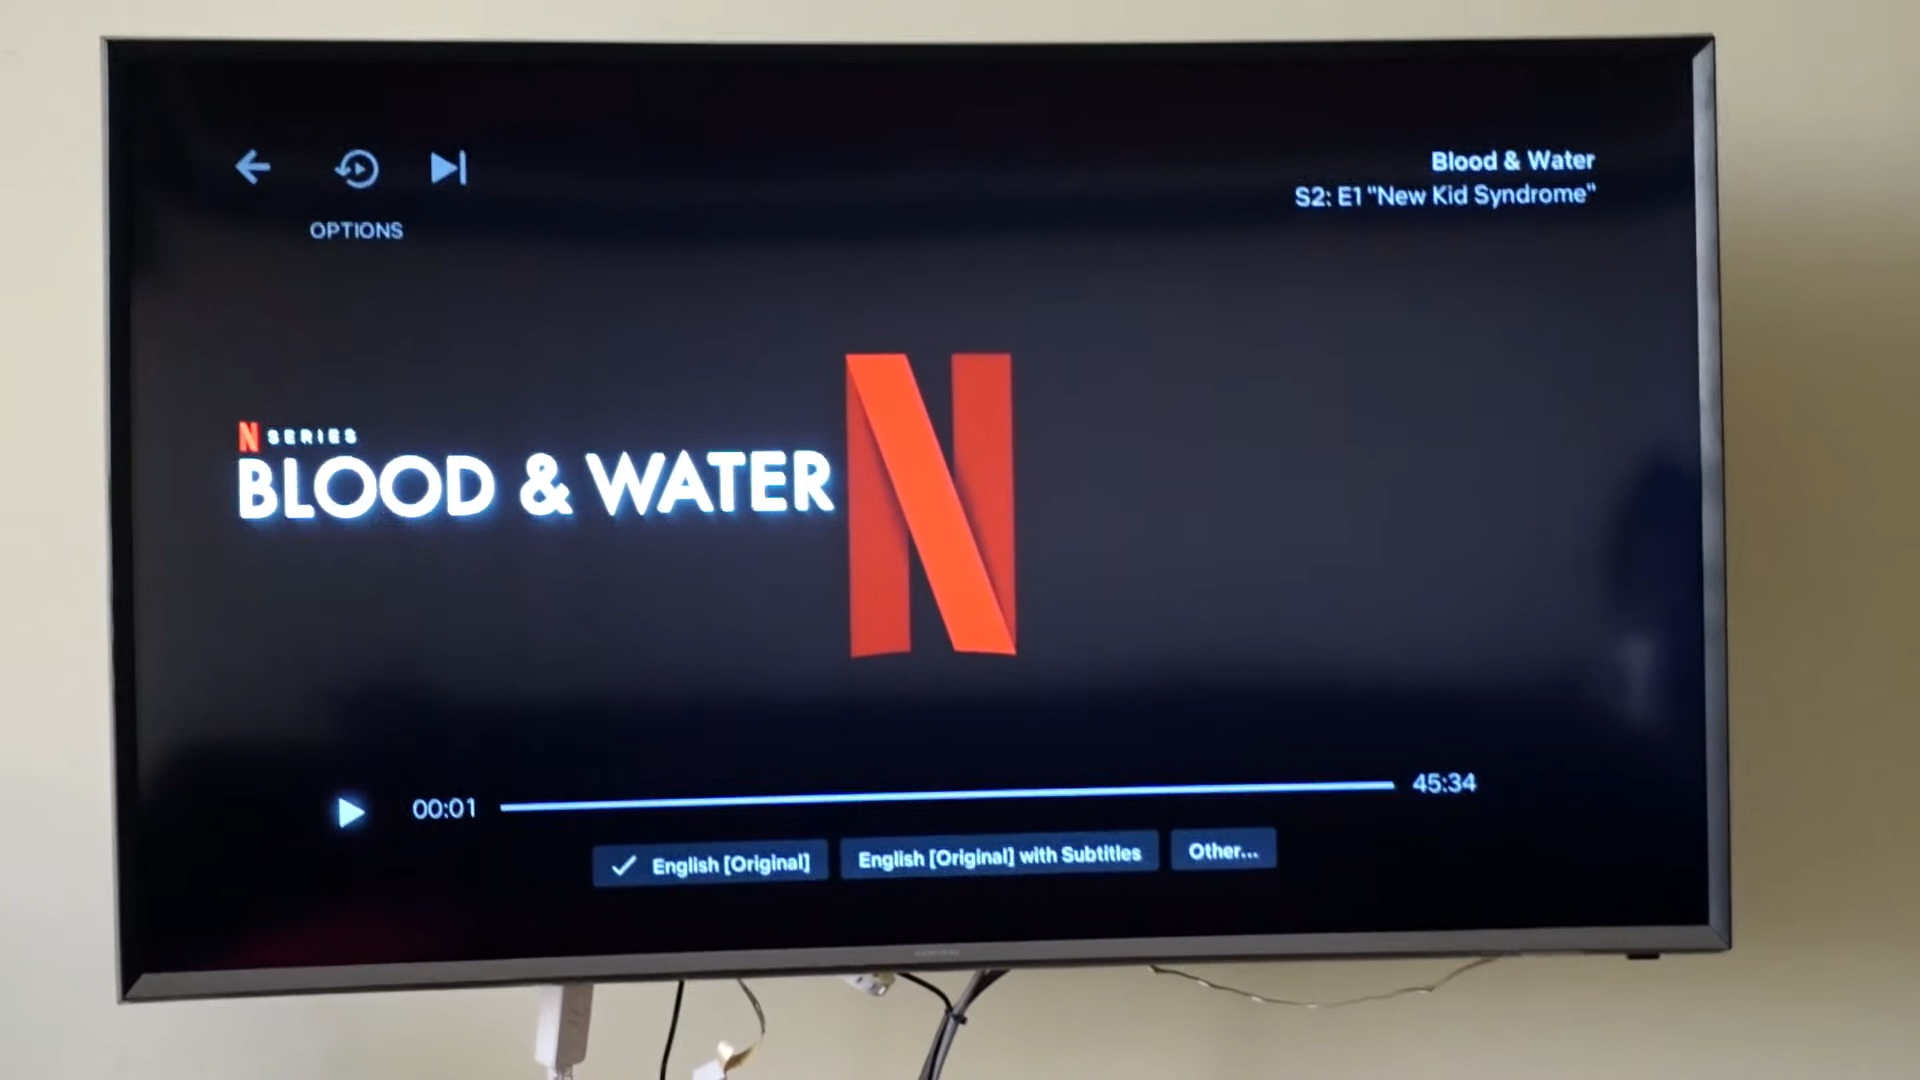 Blood & Water
S2: E1 "New Kid Syndrome"
OPTIONS
N SERIES
BLOOD & WATER
N
00:01
45:34
English [Original]
English [Original] with Subtitles
Other...